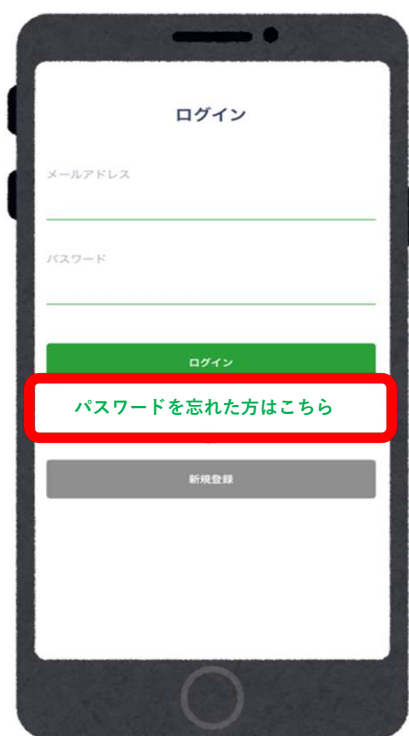 ログイン
メールアドレス
パスワード
ログイン
パスワードを忘れた方はこちら
新規登録